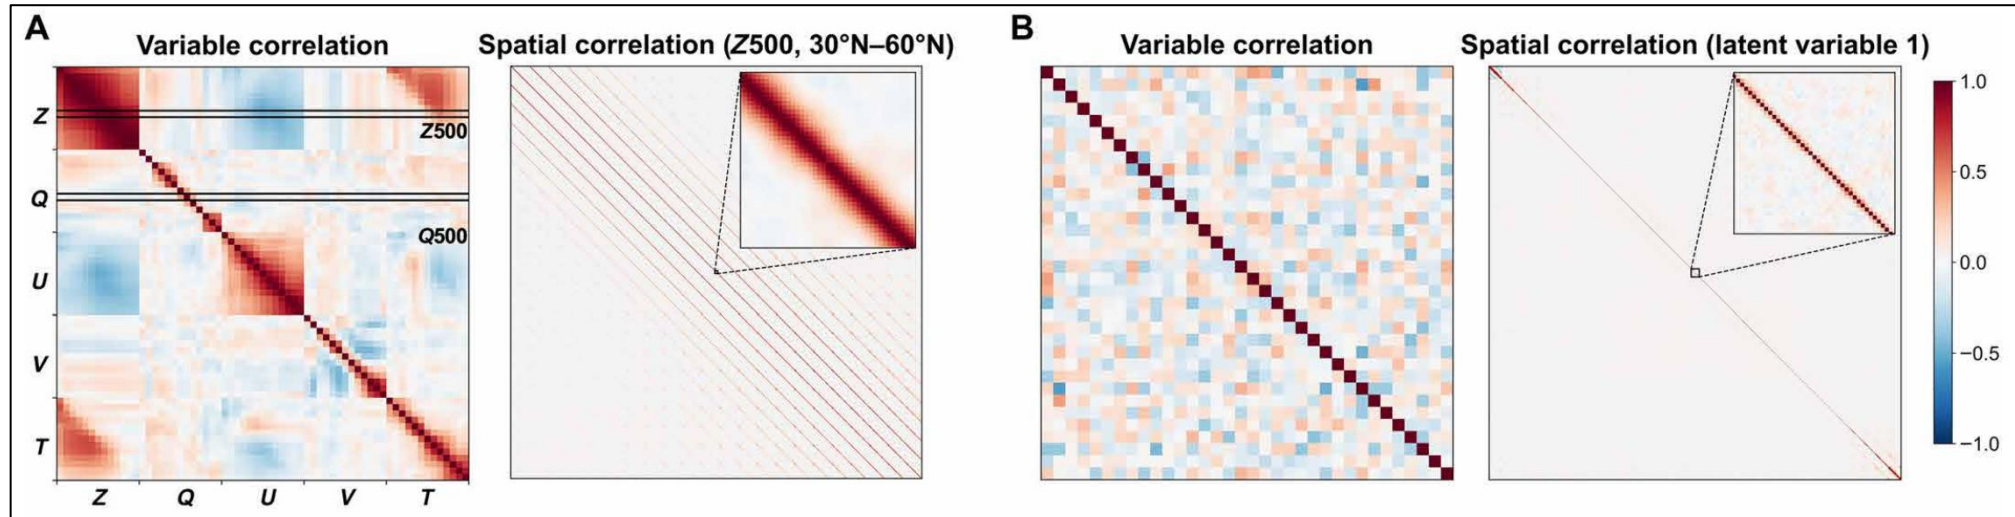 A
Variable correlation
Z
Q
U
V
T
Z500
Q500
Z Q U V T
Spatial correlation (Z500, 30°N–60°N)
B
Variable correlation
Spatial correlation (latent variable 1)
1.0
0.5
0.0
−0.5
−1.0